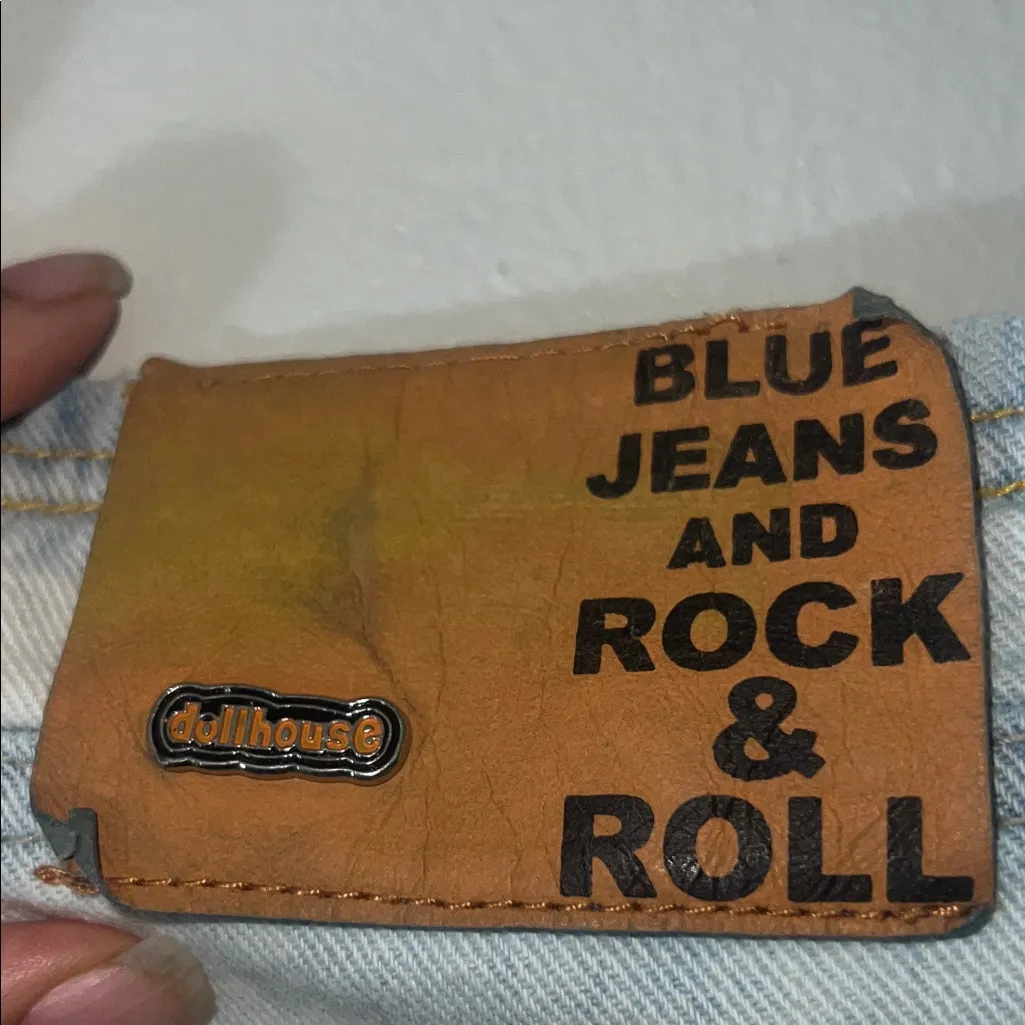 BLUE
JEANS
AND
ROCK
&
ROLL
dollhouse